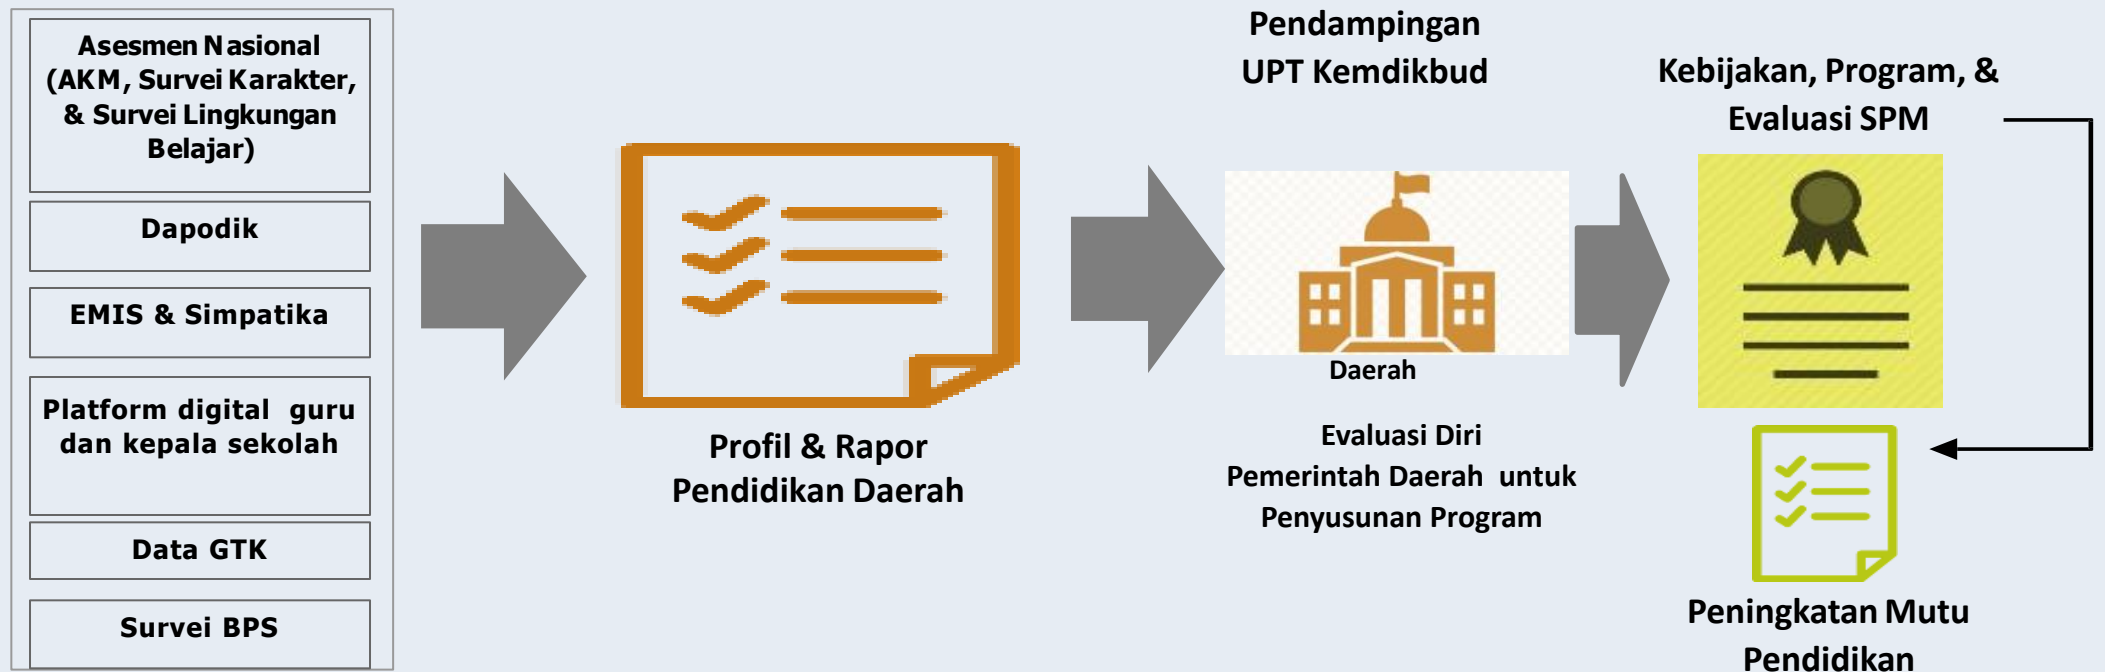 Asesmen Nasional
(AKM, Survei Karakter,
& Survei Lingkungan
Belajar)
Dapodik
EMIS & Simpatika
Platform digital guru
dan kepala sekolah
Data GTK
Survei BPS
Profil & Rapor
Pendidikan Daerah
Pendampingan
UPT Kemdikbud
Daerah
Evaluasi Diri
Pemerintah Daerah untuk
Penyusunan Program
Kebijakan, Program, &
Evaluasi SPM
Peningkatan Mutu
Pendidikan